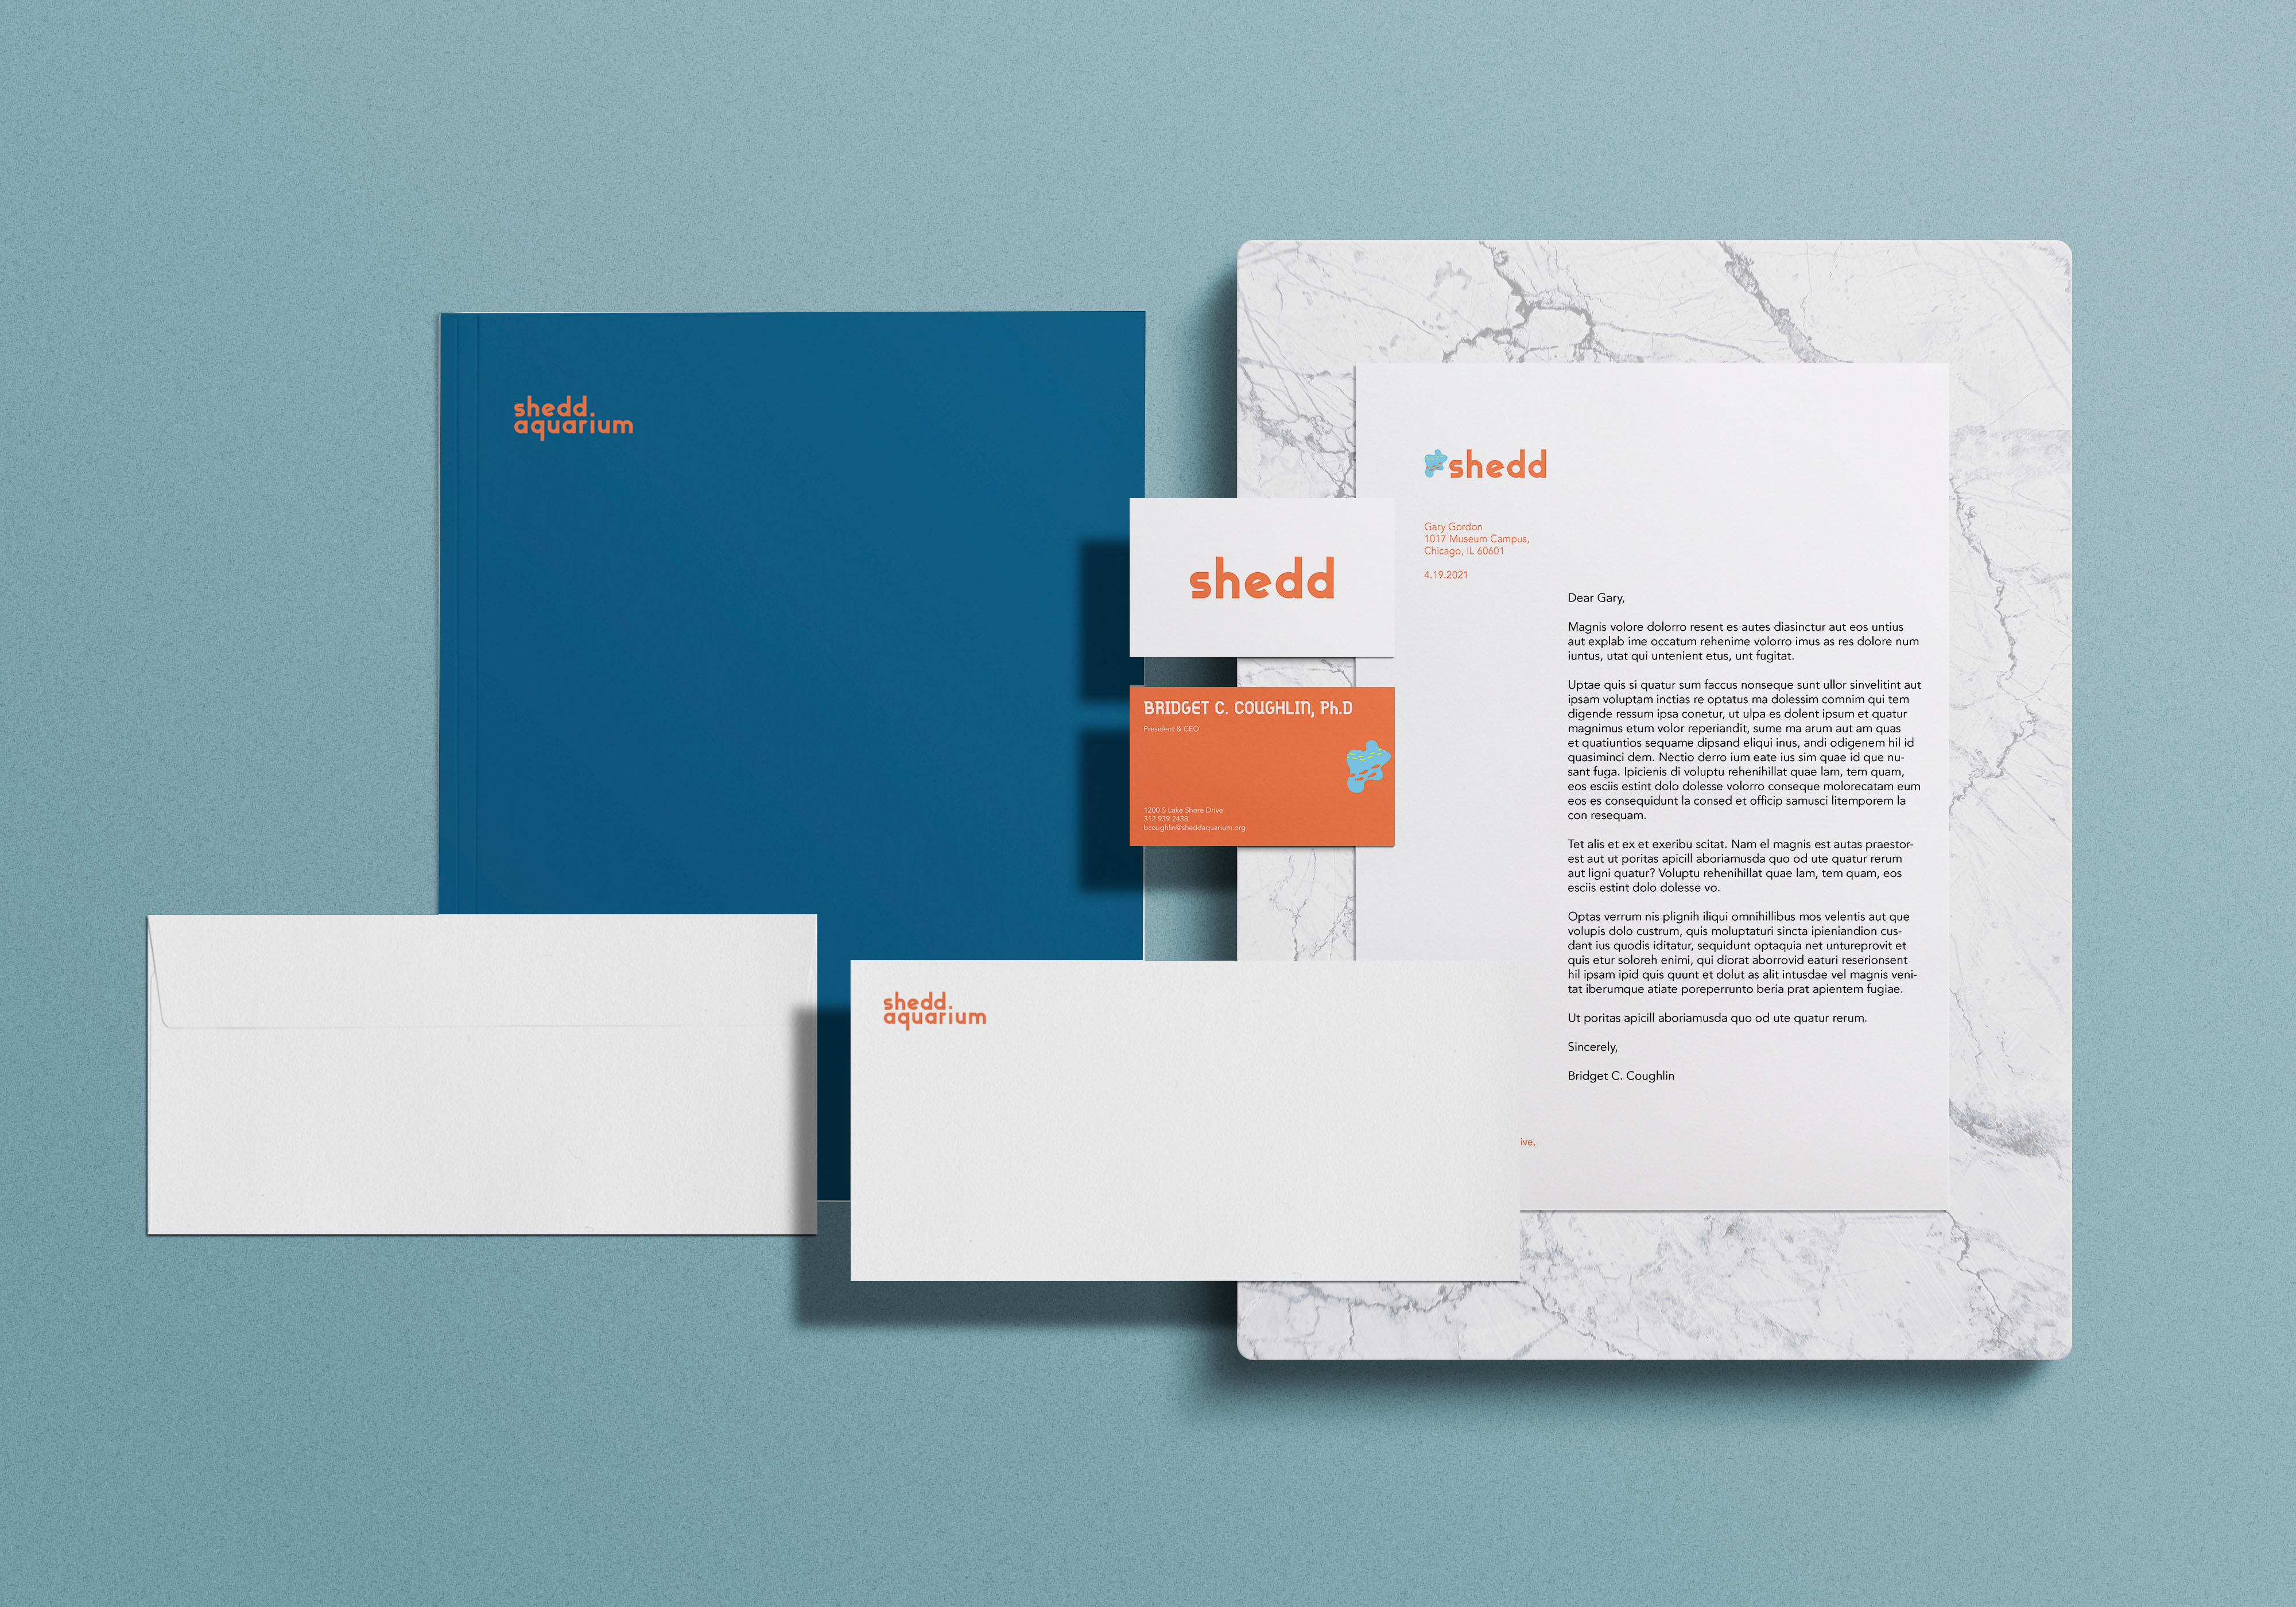 shedd.
aquarium
shedd
BRIDGET C. COUGHLIN, Ph.D
President & CEO
1200 S Lake Shore Drive
312 939 2438
bcoughlin@sheddaquarium.org
shedd.
aquarium
shedd
Gary Gordon
1017 Museum Campus,
Chicago, IL 60601
4.19.2021
Dear Gary,
Magnis volore dolorro resent es autes diasinctur aut eos untius
aut explab ime occatum rehenime volorro imus as res dolore num
iuntus, utat qui untenient etus, unt fugitat.
Uptae quis si quatur sum faccus nonseque sunt ullor sinvelitint aut
ipsam voluptam inctias re optatus ma dolessim comnim qui tem
digende ressum ipsa conetur, ut ulpa es dolent ipsum et quatur
magnimus etum volor reperiandit, sume ma arum aut am quas
et quatiuntios sequame dipsand eliqui inus, andi odigenem hil id
quasiminci dem. Nectio derro ium eate ius sim quae id que nu-
sant fuga. Ipicienis di voluptu rehenihillat quae lam, tem quam,
eos esciis estint dolo dolesse volorro conseque molorecatam eum
eos es consequidunt la consed et officip samusci litemporem la
con resequam.
Tet alis et ex et exeribu scitat. Nam el magnis est autas praestor-
est aut ut poritas apicill aboriamusda quo od ute quatur rerum
aut ligni quatur? Voluptu rehenihillat quae lam, tem quam, eos
esciis estint dolo dolesse vo.
Optas verrum nis plignih iliqui omnihillibus mos velentis aut que
volupis dolo custrum, quis moluptaturi sincta ipieniandion cus-
dant ius quodis iditatur, sequidunt optaquia net untureprovit et
quis etur soloreh enimi, qui diorat aborrovid eaturi reserionsent
hil ipsam ipid quis quunt et dolut as alit intusdae vel magnis veni-
tat iberumque atiate poreperrunto beria prat apientem fugiae.
Ut poritas apicill aboriamusda quo od ute quatur rerum.
Sincerely,
Bridget C. Coughlin
ive,